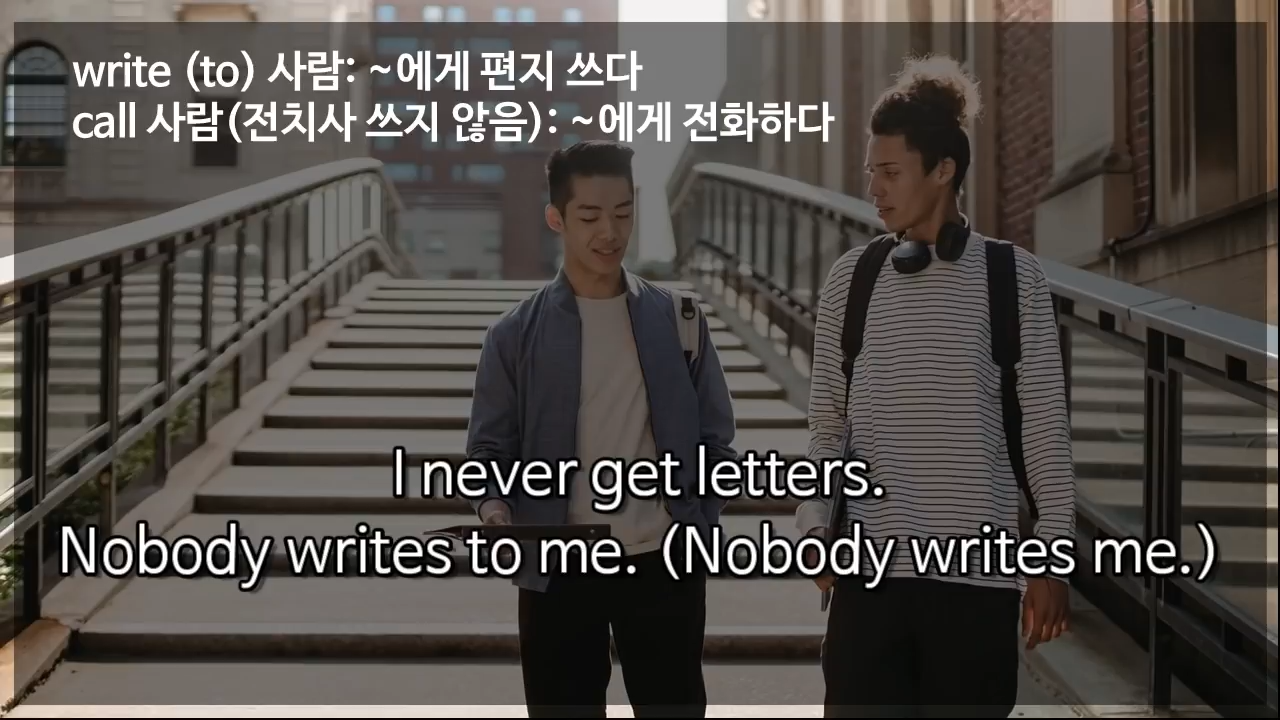 write (to) 사람: ~에게 편지 쓰다
call 사람(전치사 쓰지 않음): ~에게 전화하다
I never get letters.
Nobody writes to me. (Nobody writes me.)